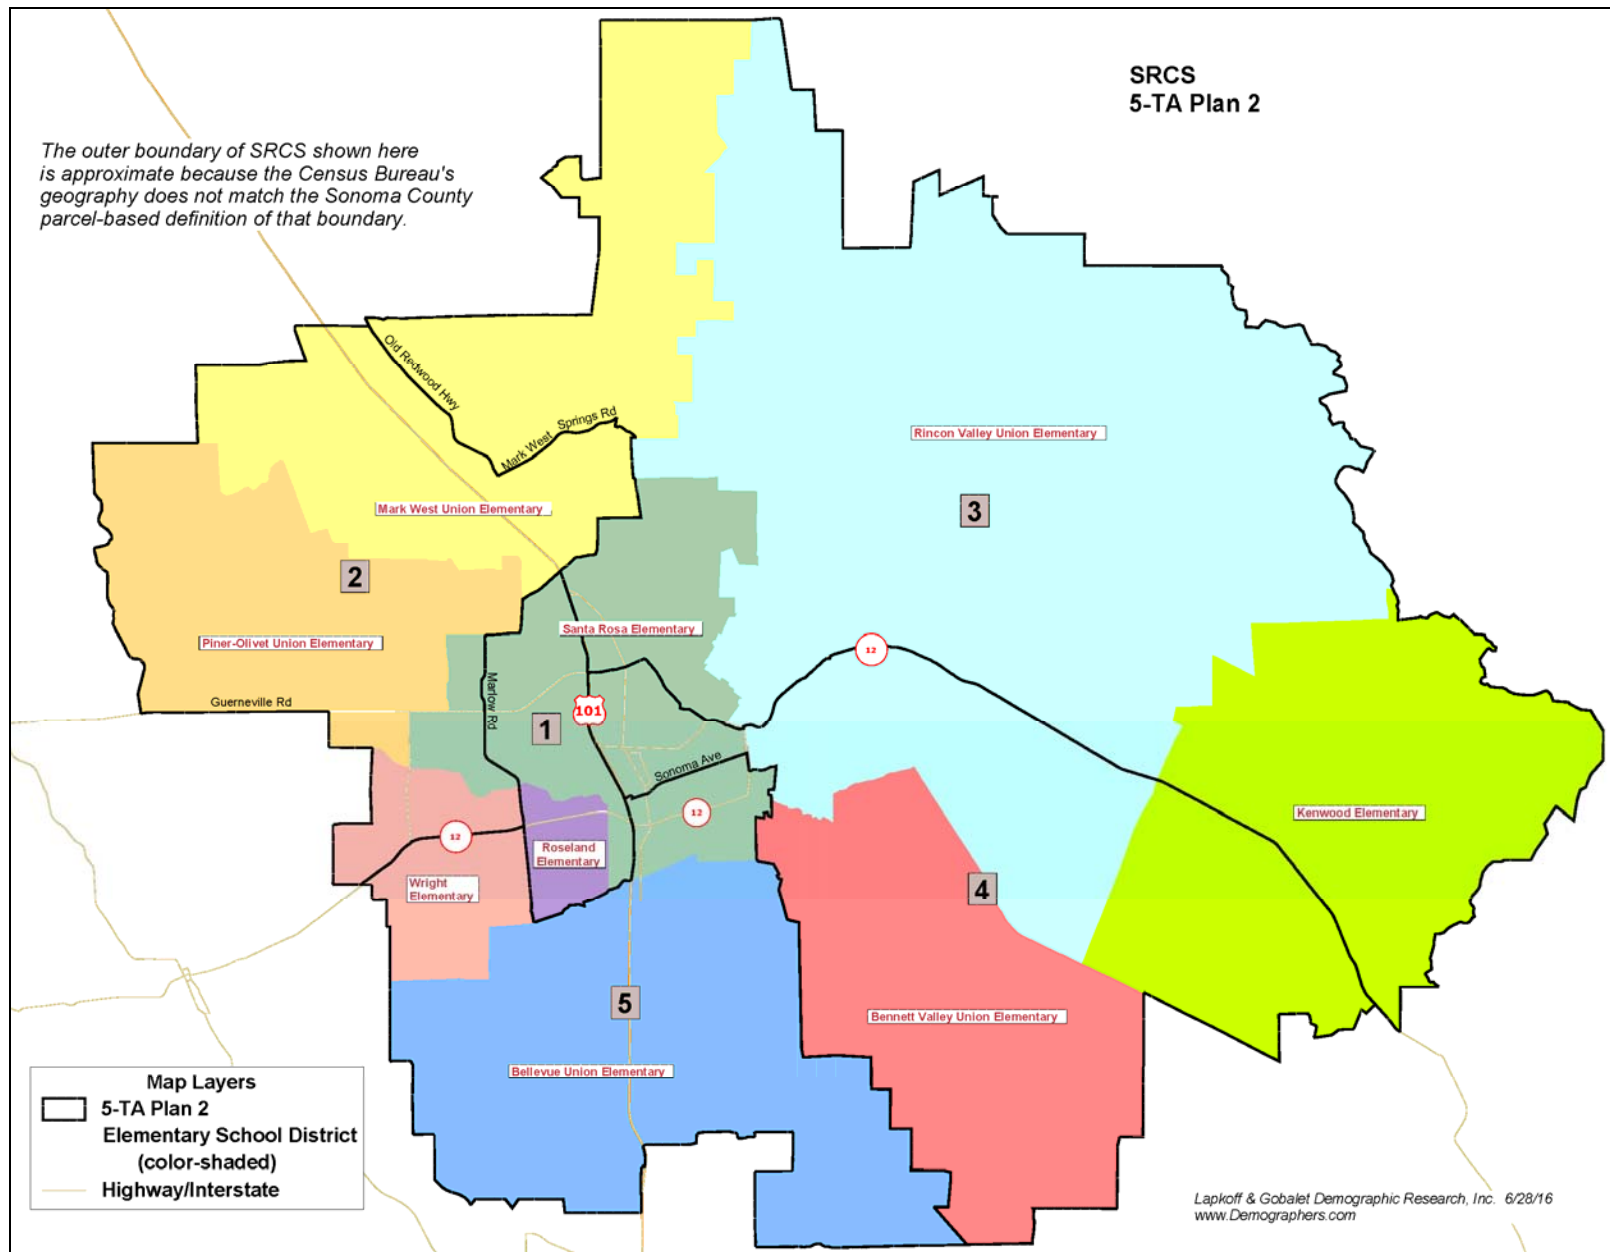 SRCS
5-TA Plan 2
The outer boundary of SRCS shown here
is approximate because the Census Bureau's
geography does not match the Sonoma County
parcel-based definition of that boundary.
Old Redwood Hwy
Mark West Springs Rd
Rincon Valley Union Elementary
Mark West Union Elementary
3
2
Santa Rosa Elementary
Piner-Olivet Union Elementary
12
Marlow Rd
Guerneville Rd
101
1
Sonoma Ave
12
Kenwood Elementary
12
Roseland
Elementary
Wright
Elementary
4
5
Bennett Valley Union Elementary
Bellevue Union Elementary
Map Layers
5-TA Plan 2
Elementary School District
(color-shaded)
Highway/Interstate
Lapkoff & Gobalet Demographic Research, Inc. 6/28/16
www.Demographers.com